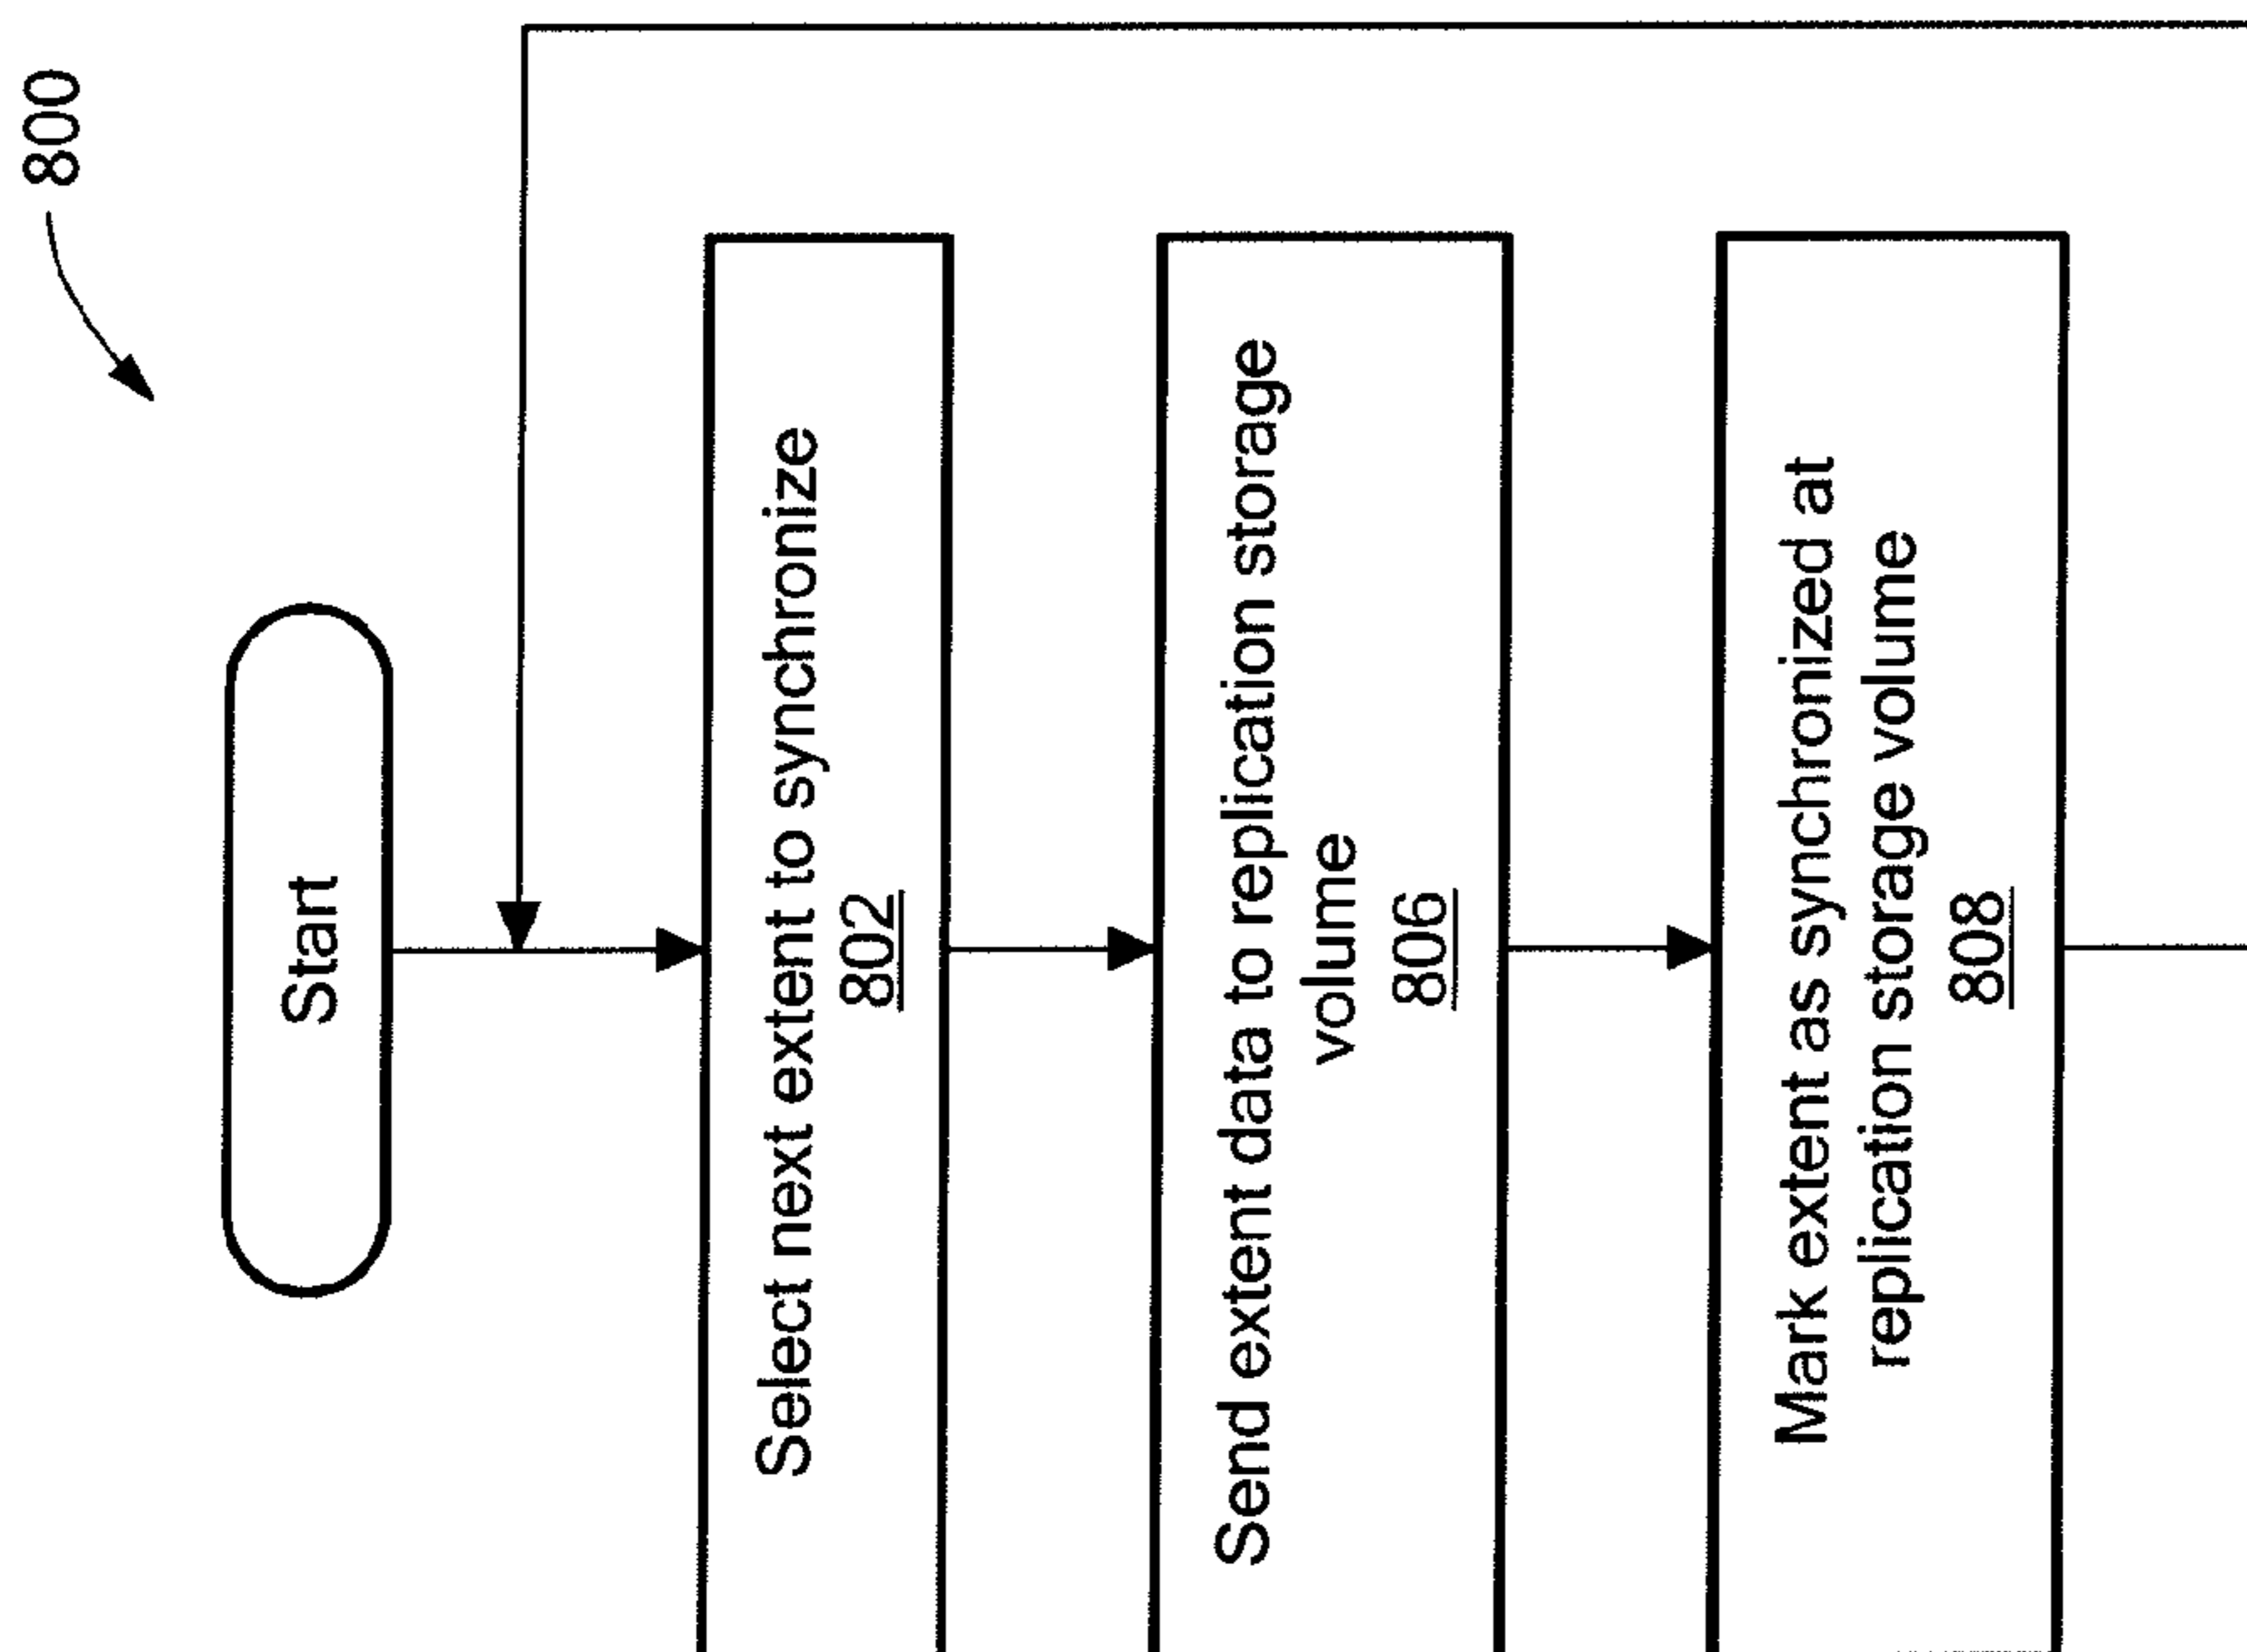 800
Start
Select next extent to synchronize
802
Send extent data to replication storage
volume
806
Mark extent as synchronized at
replication storage volume
808